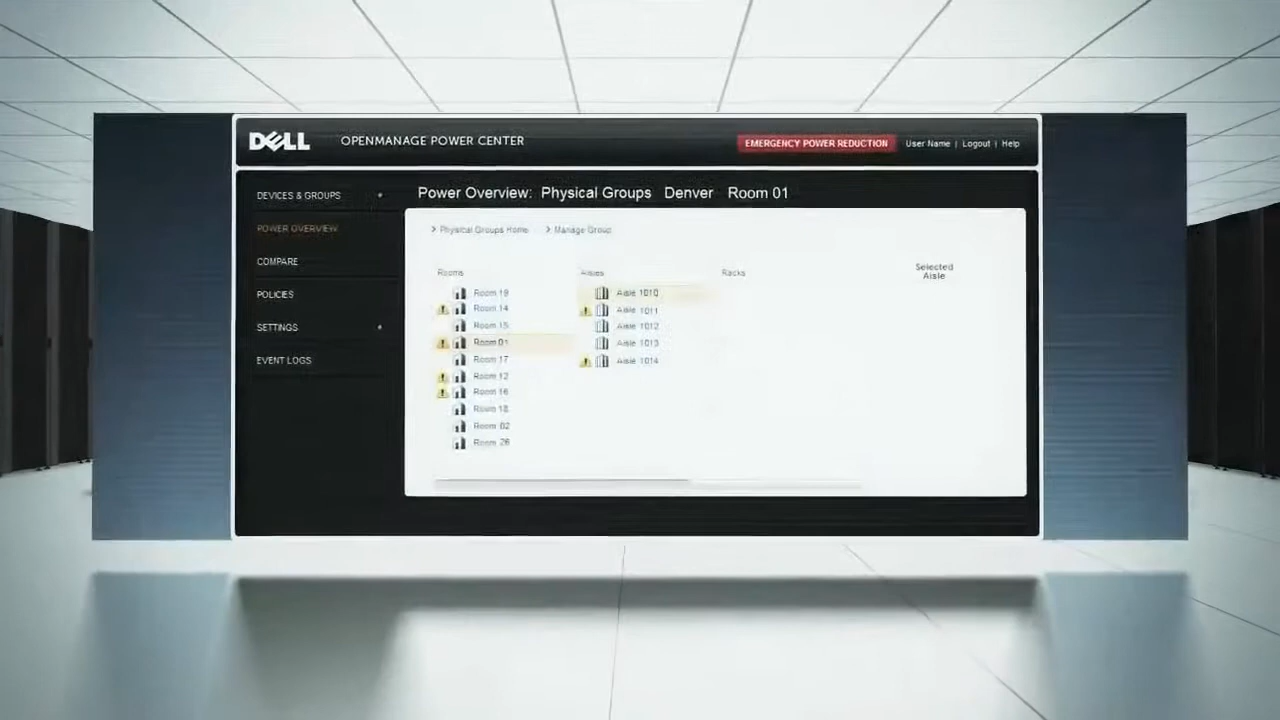 DELL
OPENMANAGE POWER CENTER
EMERGENCY POWER REDUCTION
User Name | Logout | Help
DEVICES & GROUPS
POWER OVERVIEW
COMPARE
POLICIES
SETTINGS
EVENT LOGS
Power Overview: Physical Groups Denver Room 01
> Physical Groups Home > Manage Group
Rooms
Room 19
Room 14
Room 15
Room 01
Room 17
Room 12
Room 16
Room 18
Room 02
Room 26
Aisles
Aisle 1010
Aisle 1011
Aisle 1012
Aisle 1013
Aisle 1014
Racks
Selected
Aisle